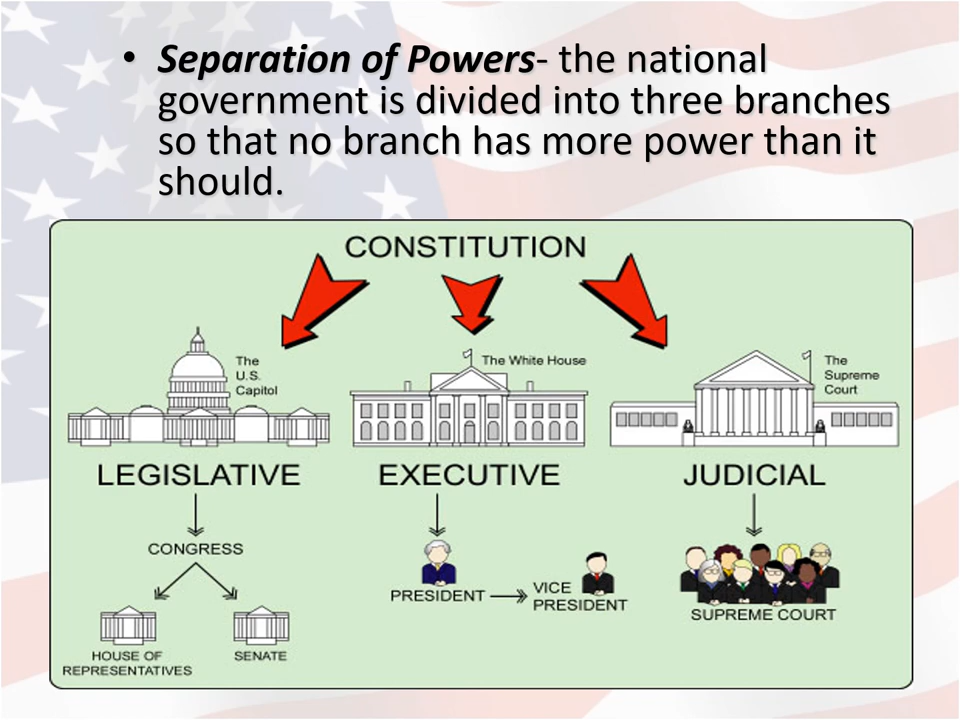 • Separation of Powers- the national
government is divided into three branches
so that no branch has more power than it
should.
CONSTITUTION
The
U.S.
Capitol
The White House
The
Supreme
Court
LEGISLATIVE
EXECUTIVE
JUDICIAL
CONGRESS
HOUSE OF
REPRESENTATIVES
SENATE
PRESIDENT
VICE
PRESIDENT
SUPREME COURT